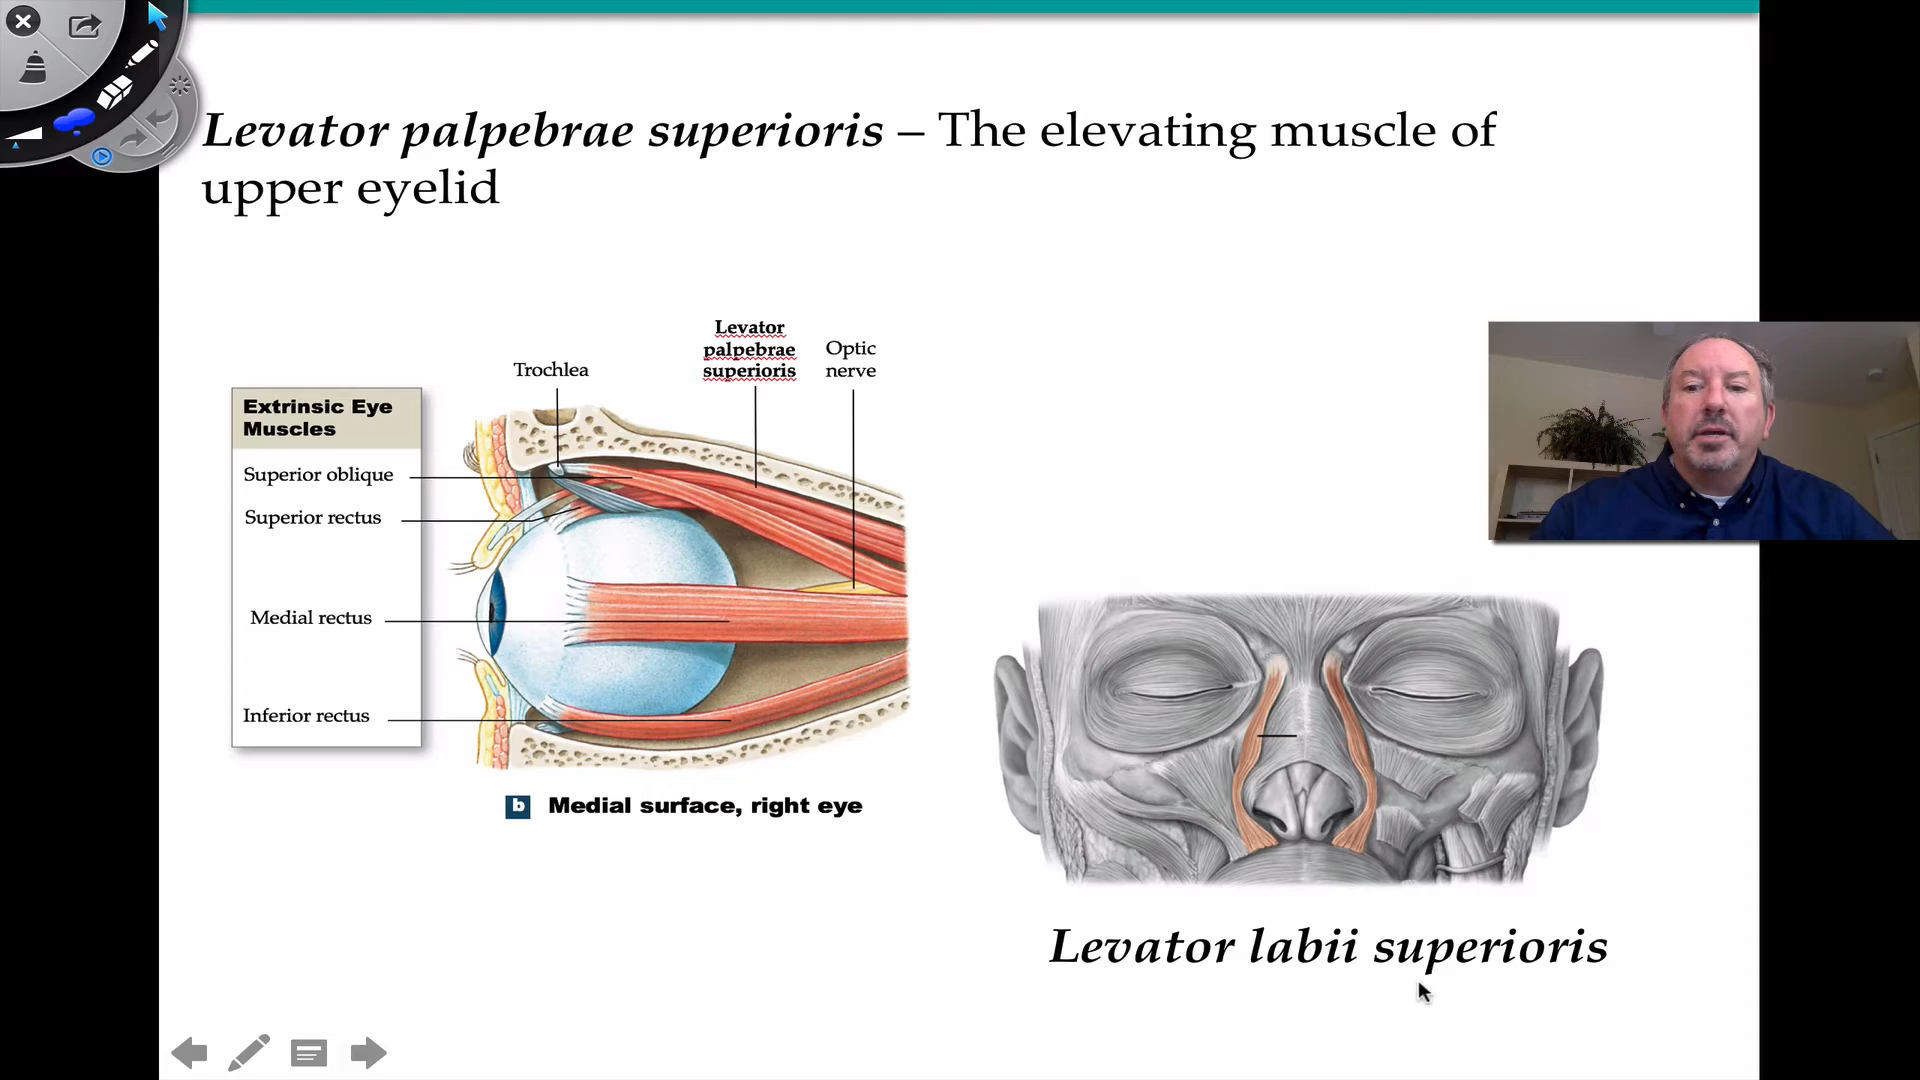 Levator palpebrae superioris – The elevating muscle of
upper eyelid
Levator
palpebrae
superioris
Optic
nerve
Trochlea
Extrinsic Eye
Muscles
Superior oblique
Superior rectus
Medial rectus
Inferior rectus
b Medial surface, right eye
Levator labii superioris